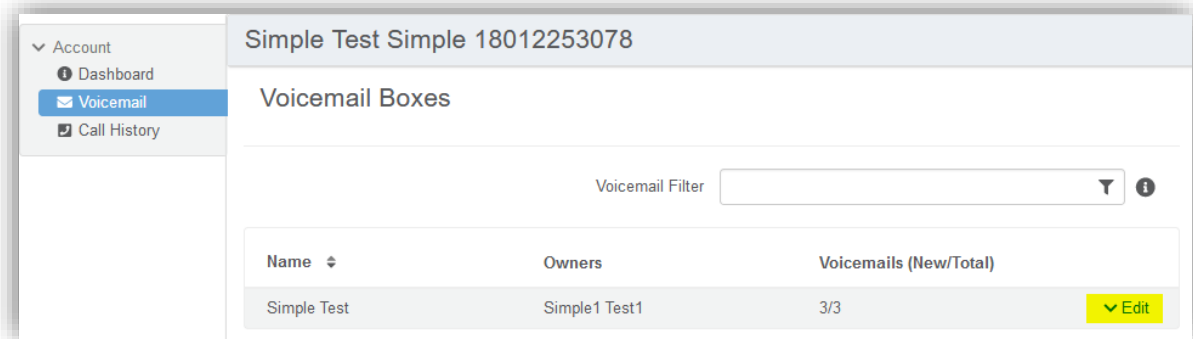 Account
Dashboard
Voicemail
Call History
Simple Test Simple 18012253078
Voicemail Boxes
Voicemail Filter
Name Owners Voicemails (New/Total)
Simple Test Simple1 Test1 3/3 Edit